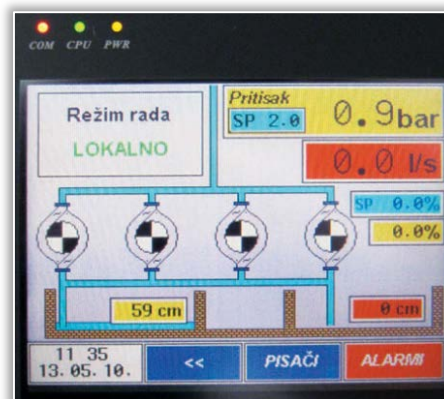 COM CPU PWR
Režim rada
LOKALNO
Pritisak
SP 2.0
0.9bar
0.0 l/s
SP 0.0%
0.0%
59 cm
0 cm
11 35
13.05.10.
<<
PISAČI
ALARMI